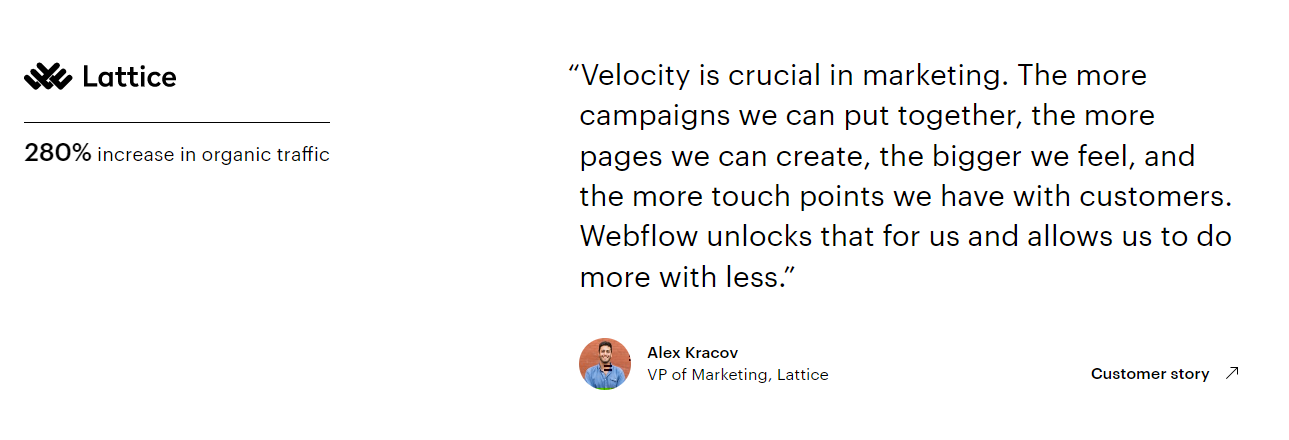 Lattice
280% increase in organic traffic
“Velocity is crucial in marketing. The more
campaigns we can put together, the more
pages we can create, the bigger we feel, and
the more touch points we have with customers.
Webflow unlocks that for us and allows us to do
more with less.”
Alex Kracov
VP of Marketing, Lattice
Customer story